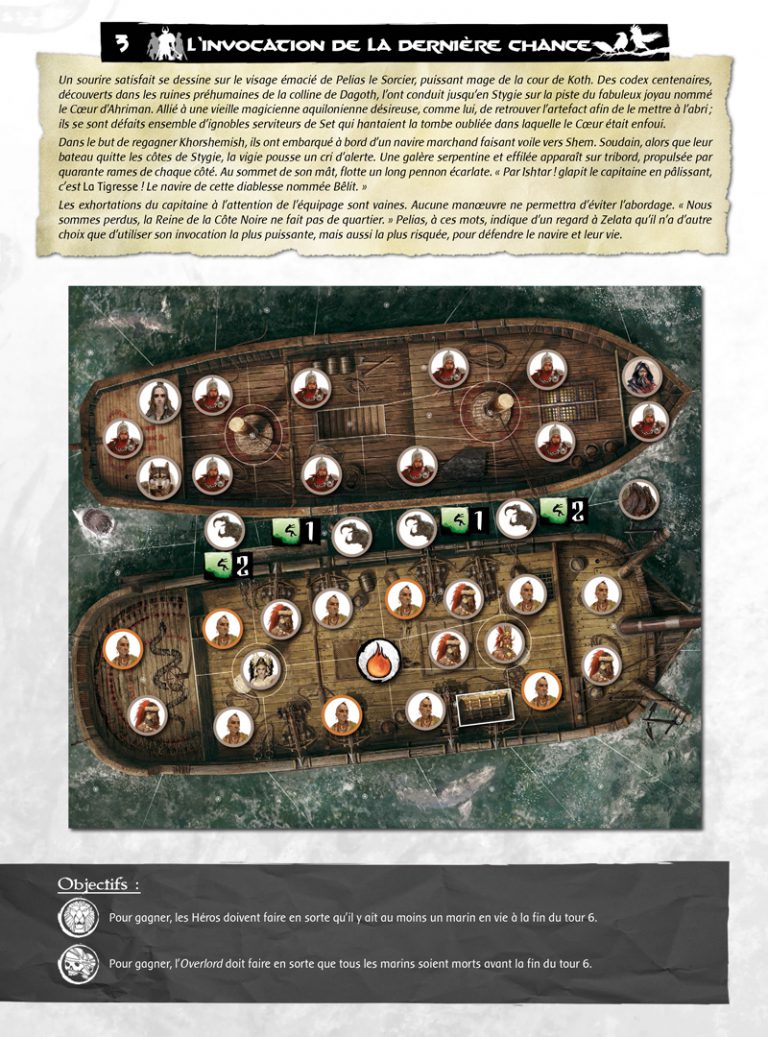 3 L'INVOCATION DE LA DERNIÈRE CHANCE
Un sourire satisfait se dessine sur le visage émacié de Pelias le Sorcier, puissant mage de la cour de Koth. Des codex centenaires,
découverts dans les ruines préhumaines de la colline de Dagoth, l'ont conduit jusqu'en Stygie sur la piste du fabuleux joyau nommé
le Cœur d'Ahriman. Allié à une vieille magicienne aquilonienne désireuse, comme lui, de retrouver l'artefact afin de le mettre à l'abri ;
ils se sont défaits ensemble d'ignobles serviteurs de Set qui hantaient la tombe oubliée dans laquelle le Cœur était enfoui.
Dans le but de regagner Khorshemish, ils ont embarqué à bord d'un navire marchand faisant voile vers Shem. Soudain, alors que leur
bateau quitte les côtes de Stygie, la vigie pousse un cri d'alerte. Une galère serpentine et effilée apparaît sur tribord, propulsée par
quarante rames de chaque côté. Au sommet de son mât, flotte un long pennon écarlate. « Par Ishtar ! glapit le capitaine en pâlissant,
c'est La Tigresse ! Le navire de cette diablesse nommée Bêlit. »
Les exhortations du capitaine à l'attention de l'équipage sont vaines. Aucune manœuvre ne permettra d'éviter l'abordage. « Nous
sommes perdus, la Reine de la Côte Noire ne fait pas de quartier. » Pelias, à ces mots, indique d'un regard à Zelata qu'il n'a d'autre
choix que d'utiliser son invocation la plus puissante, mais aussi la plus risquée, pour défendre le navire et leur vie.
1
1
2
2
Objectifs :
Pour gagner, les Héros doivent faire en sorte qu'il y ait au moins un marin en vie à la fin du tour 6.
Pour gagner, l'Overlord doit faire en sorte que tous les marins soient morts avant la fin du tour 6.